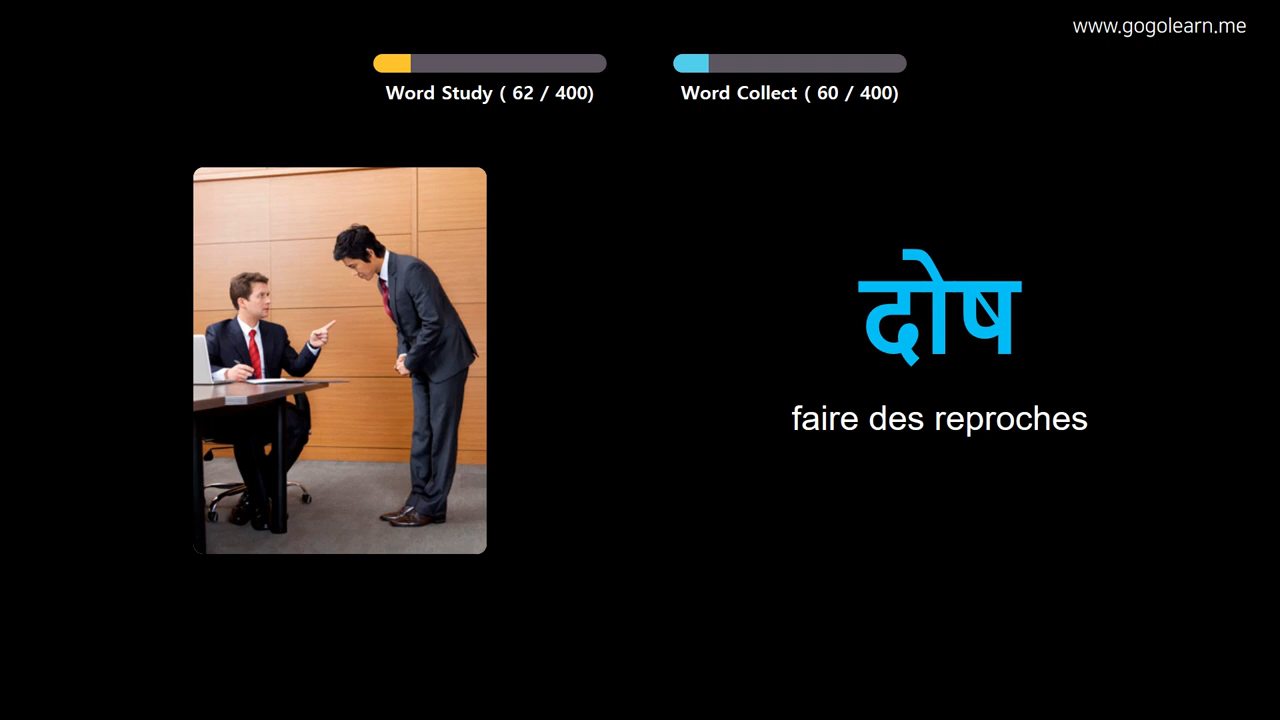 www.gogolearn.me
Word Study ( 62 / 400)
Word Collect ( 60 / 400)
दोष
faire des reproches